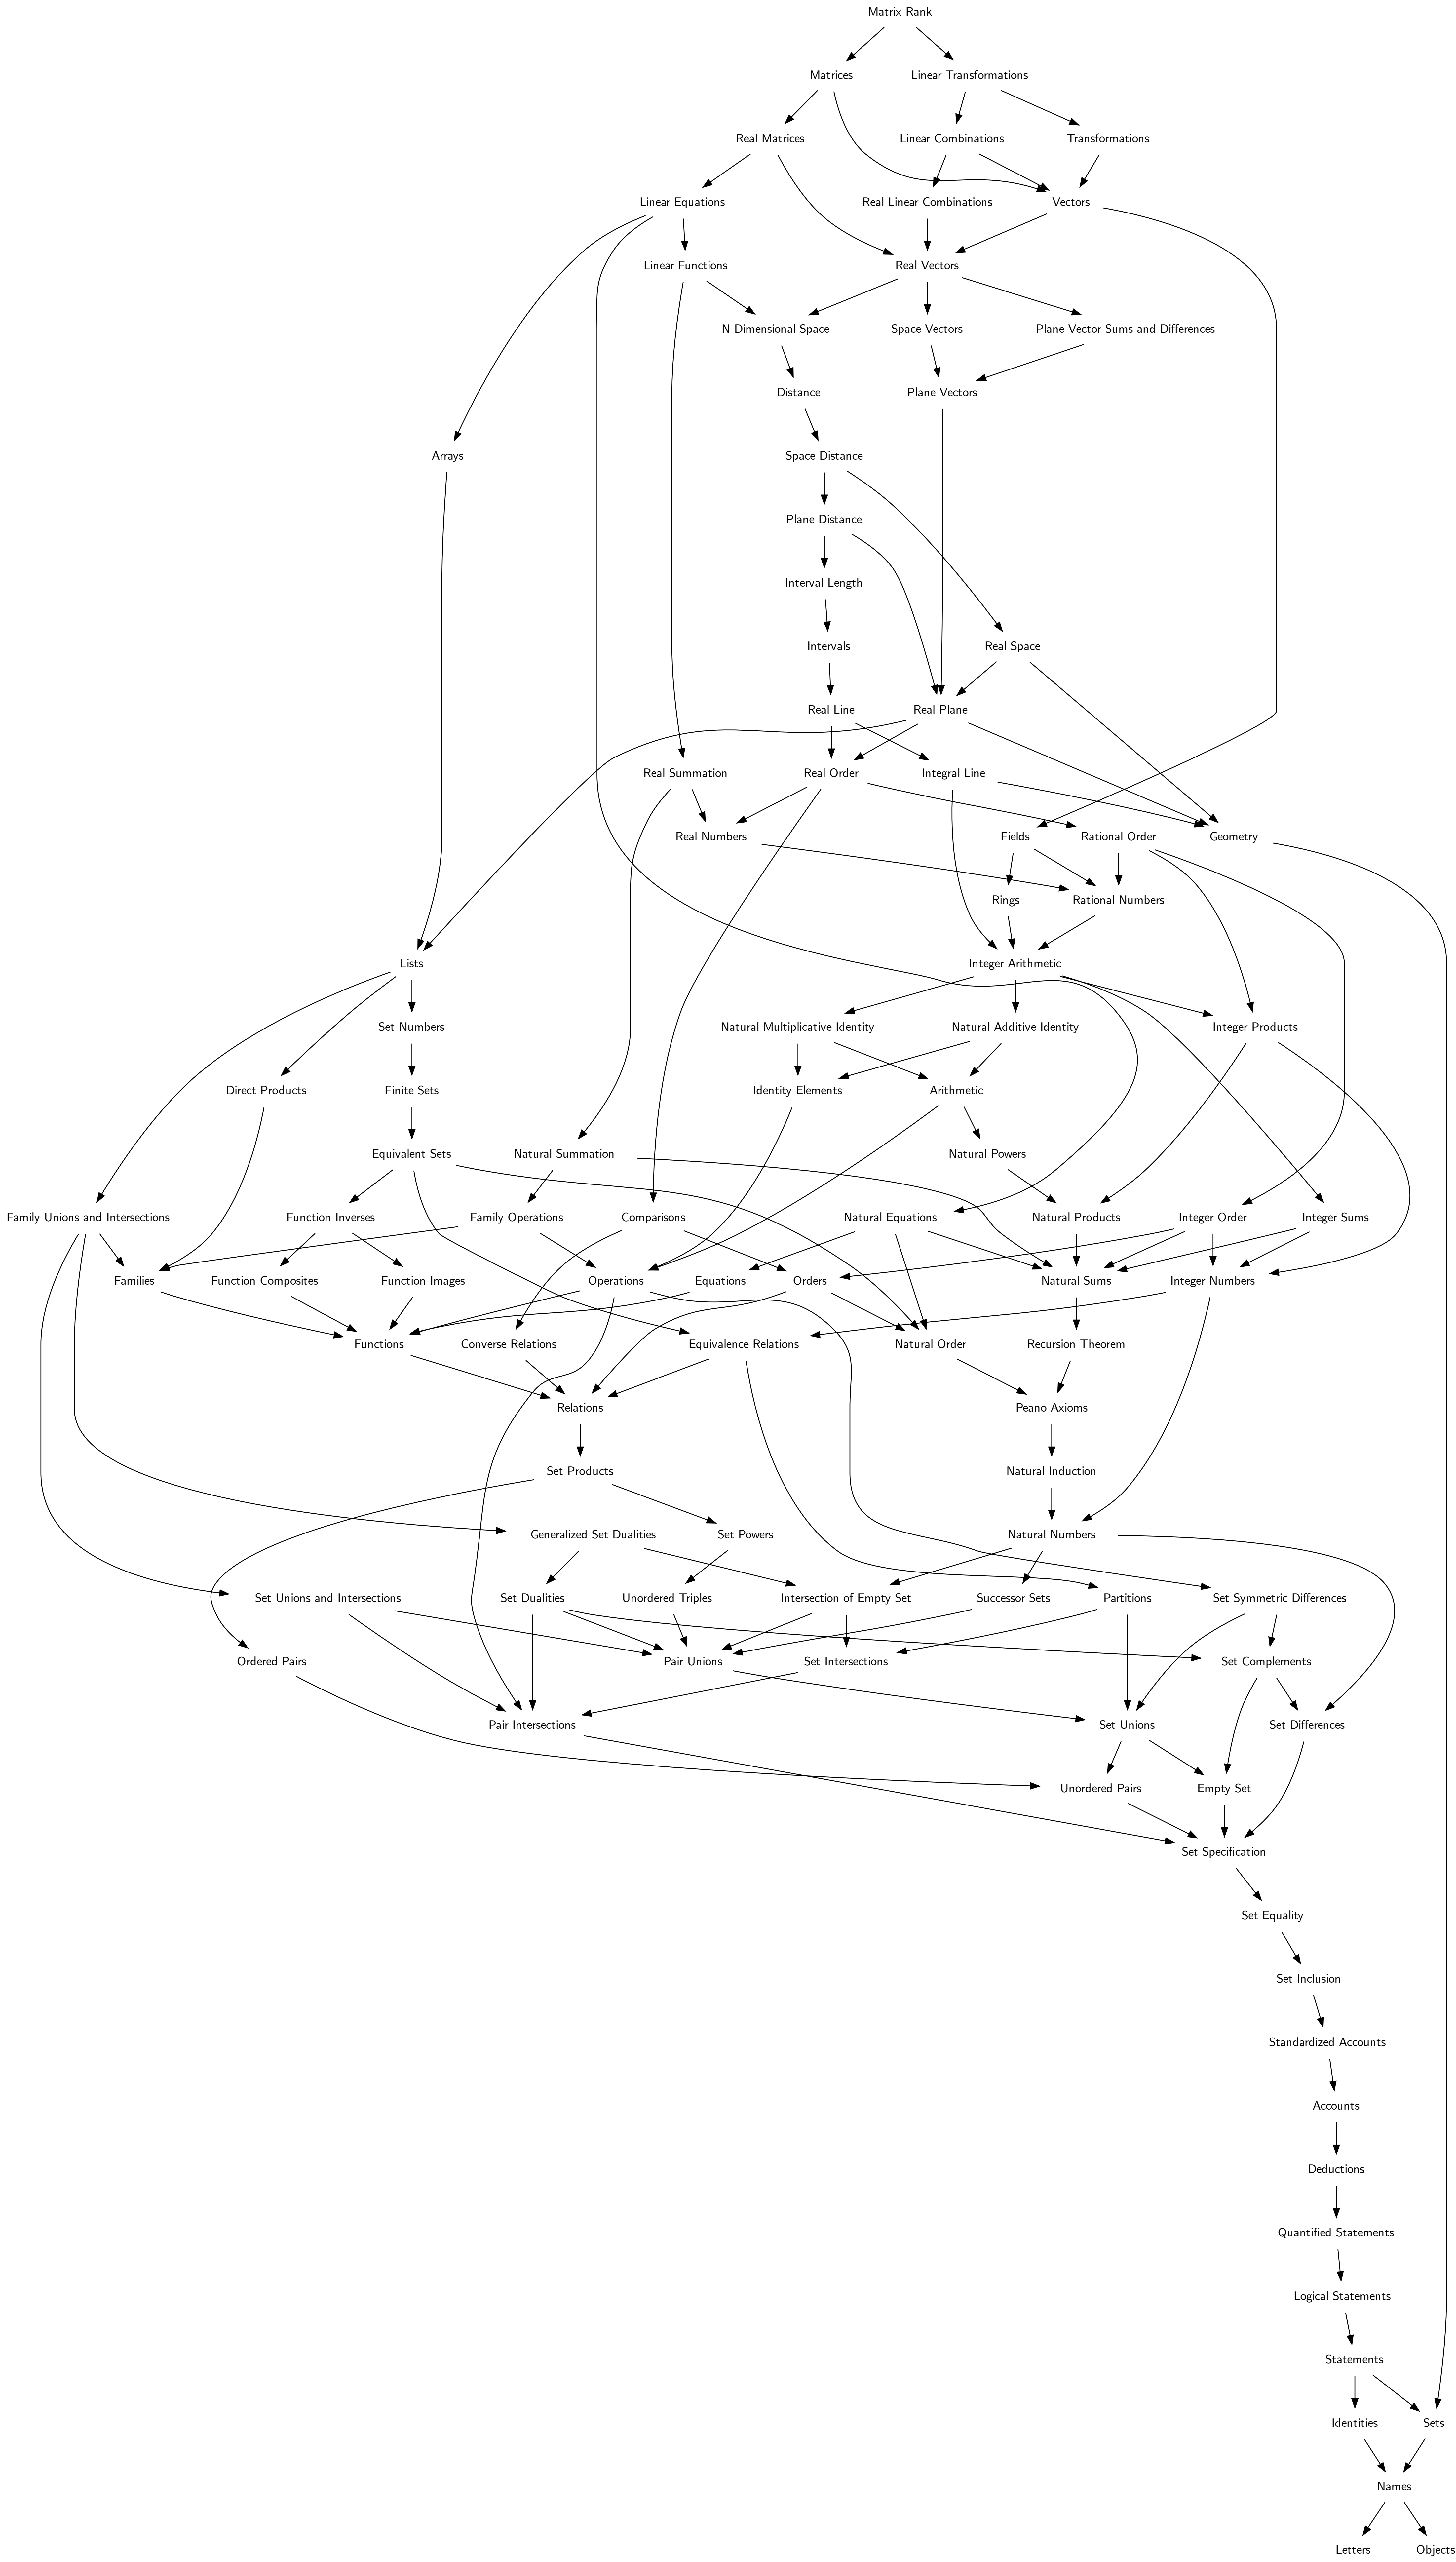 Matrix Rank
Matrices
Linear Transformations
Real Matrices
Linear Combinations
Transformations
Linear Equations
Real Linear Combinations
Vectors
Linear Functions
Real Vectors
N-Dimensional Space
Space Vectors
Plane Vector Sums and Differences
Distance
Plane Vectors
Arrays
Space Distance
Plane Distance
Interval Length
Intervals
Real Space
Real Line
Real Plane
Real Summation
Real Order
Integral Line
Real Numbers
Fields
Rational Order
Geometry
Rings
Rational Numbers
Lists
Integer Arithmetic
Set Numbers
Natural Multiplicative Identity
Natural Additive Identity
Integer Products
Direct Products
Finite Sets
Identity Elements
Arithmetic
Equivalent Sets
Natural Summation
Natural Powers
Family Unions and Intersections
Function Inverses
Family Operations
Comparisons
Natural Equations
Natural Products
Integer Order
Integer Sums
Families
Function Composites
Function Images
Operations
Equations
Orders
Natural Sums
Integer Numbers
Functions
Converse Relations
Equivalence Relations
Natural Order
Recursion Theorem
Relations
Peano Axioms
Set Products
Natural Induction
Generalized Set Dualities
Set Powers
Natural Numbers
Set Unions and Intersections
Set Dualities
Unordered Triples
Intersection of Empty Set
Successor Sets
Partitions
Set Symmetric Differences
Ordered Pairs
Pair Unions
Set Intersections
Set Complements
Pair Intersections
Set Unions
Set Differences
Unordered Pairs
Empty Set
Set Specification
Set Equality
Set Inclusion
Standardized Accounts
Accounts
Deductions
Quantified Statements
Logical Statements
Statements
Identities
Sets
Names
Letters
Objects